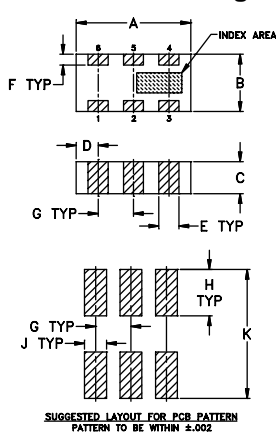 A
6 5 4
INDEX AREA
F TYP
B
1 2 3
D
C
G TYP
E TYP
H
TYP
G TYP
K
J TYP
SUGGESTED LAYOUT FOR PCB PATTERN
PATTERN TO BE WITHIN ±.002